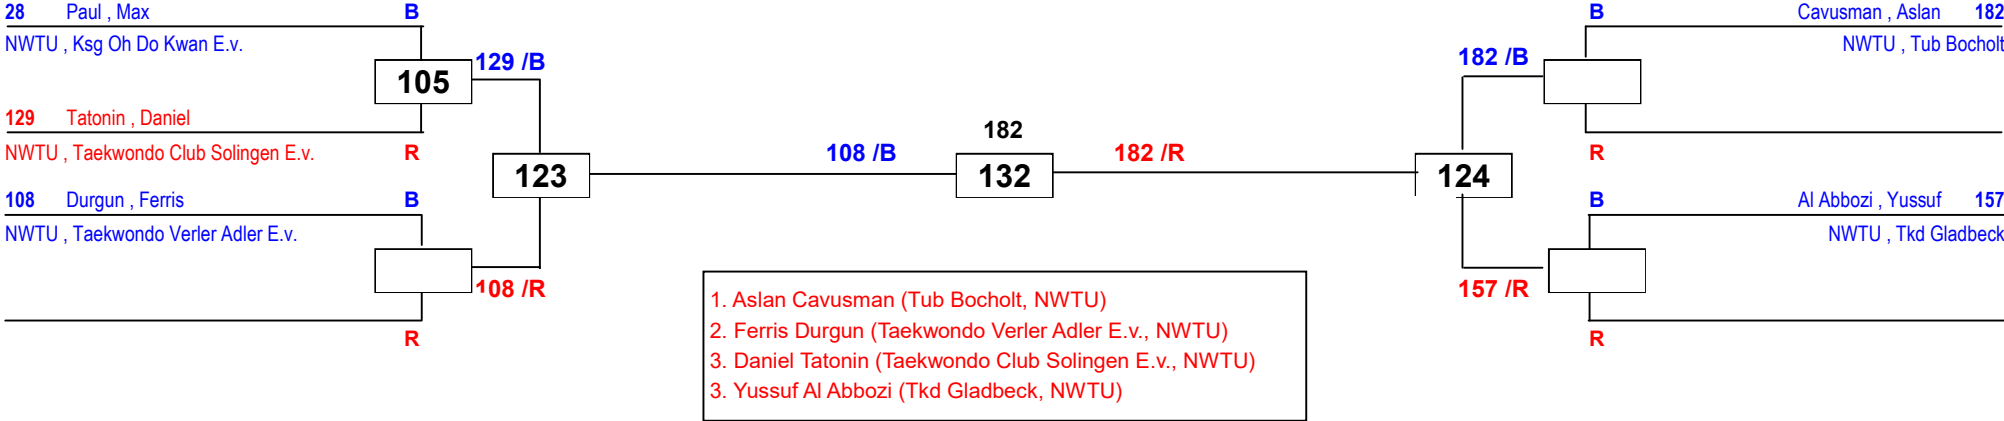 28 Paul , Max B
NWTU , Ksg Oh Do Kwan E.v.
105
129 /B
129 Tatonin , Daniel
NWTU , Taekwondo Club Solingen E.v. R
123
108 Durgun , Ferris B
NWTU , Taekwondo Verler Adler E.v.
108 /R
R
108 /B
182
132
182 /R
B Cavusman , Aslan 182
NWTU , Tub Bocholt
182 /B
R
124
B Al Abbozi , Yussuf 157
NWTU , Tkd Gladbeck
157 /R
R
1. Aslan Cavusman (Tub Bocholt, NWTU)
2. Ferris Durgun (Taekwondo Verler Adler E.v., NWTU)
3. Daniel Tatonin (Taekwondo Club Solingen E.v., NWTU)
3. Yussuf Al Abbozi (Tkd Gladbeck, NWTU)